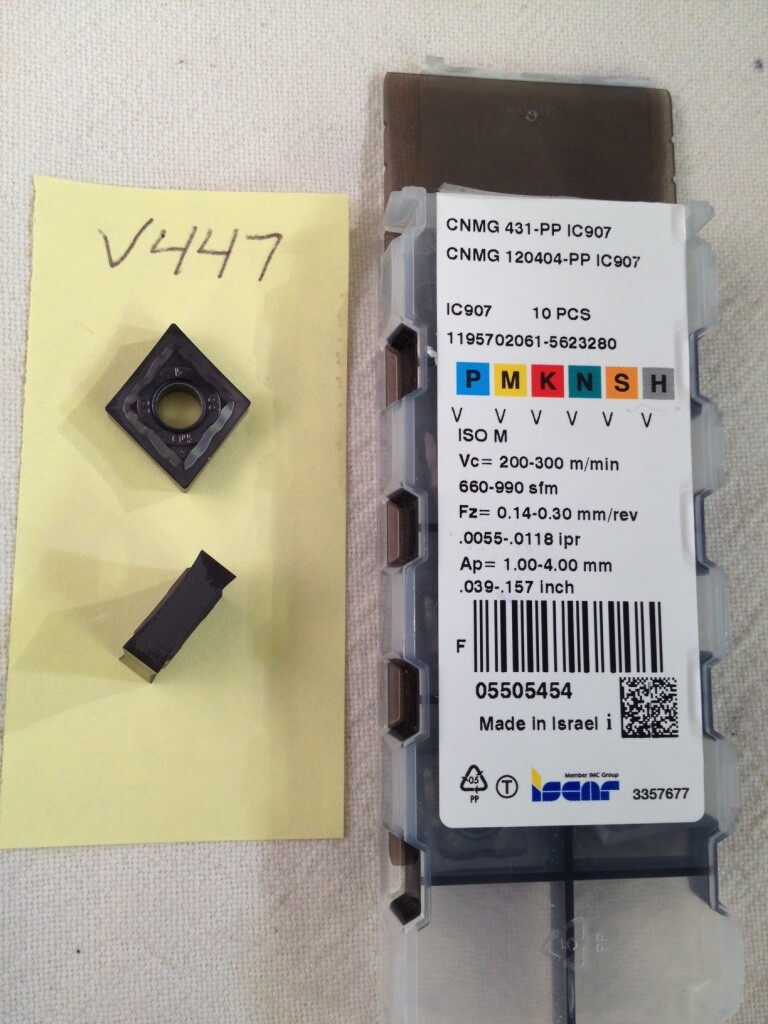 V447
CNMG 431-PP IC907
CNMG 120404-PP IC907
IC907 10 PCS
1195702061-5623280
P M K N S H
V V V V V V
ISO M
Vc= 200-300 m/min
660-990 sfm
Fz= 0.14-0.30 mm/rev
.0055-.0118 ipr
Ap= 1.00-4.00 mm
.039-.157 inch
F
05505454
Made in Israel i
05
PP
T
Member IMC Group
iscar
3357677